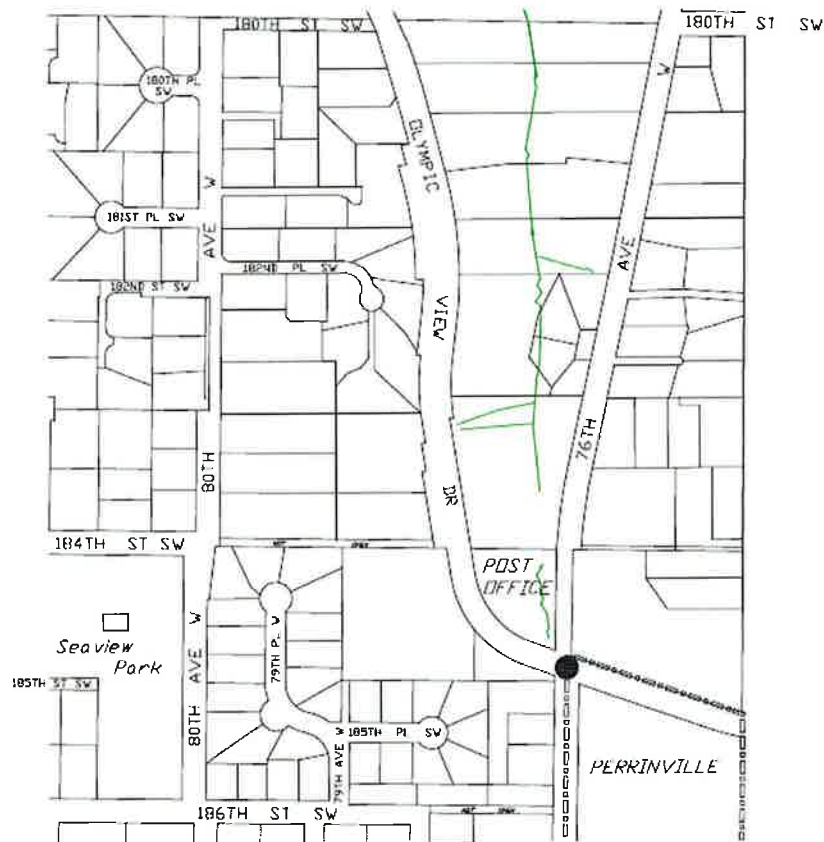 180TH ST SW
180TH ST SW
180TH PL
SW
OLYMPIC
VIEW
DR
76TH
AVE
W
181ST PL SW
80TH
AVE
W
182ND PL SW
182ND ST SW
184TH ST SW
POST
OFFICE
Seaview
Park
185TH ST SW
80TH AVE W
79TH PL W
185TH PL SW
79TH AVE W
PERRINVILLE
186TH ST SW